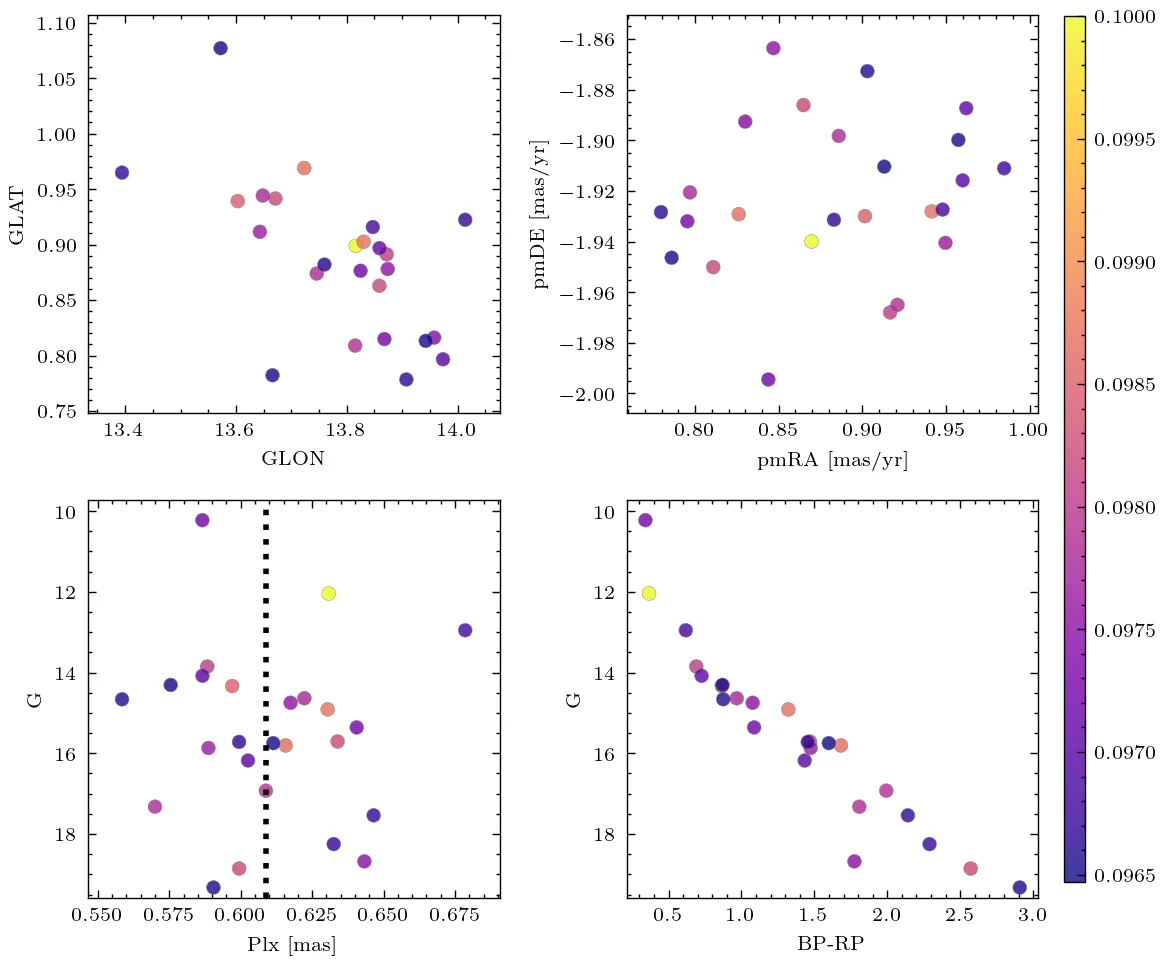 1.10
1.05
1.00
0.95
0.90
0.85
0.80
0.75
GLAT
13.4 13.6 13.8 14.0
GLON
−1.86
−1.88
−1.90
−1.92
−1.94
−1.96
−1.98
−2.00
pmDE [mas/yr]
0.80 0.85 0.90 0.95 1.00
pmRA [mas/yr]
10
12
14
16
18
G
0.550 0.575 0.600 0.625 0.650 0.675
Plx [mas]
10
12
14
16
18
G
0.5 1.0 1.5 2.0 2.5 3.0
BP-RP
0.1000
0.0995
0.0990
0.0985
0.0980
0.0975
0.0970
0.0965